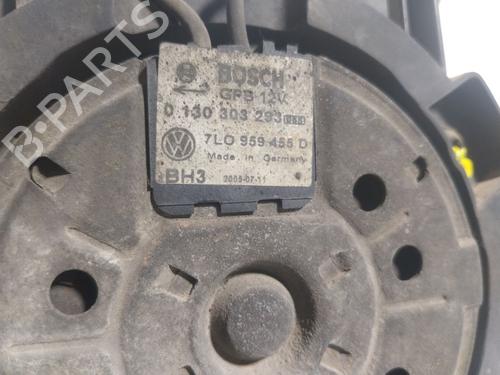 BOSCH
GPB 12V
0 130 303 293
7L0 959 455 D
Made in Germany
BH3 2005-07-11
B-PARTS